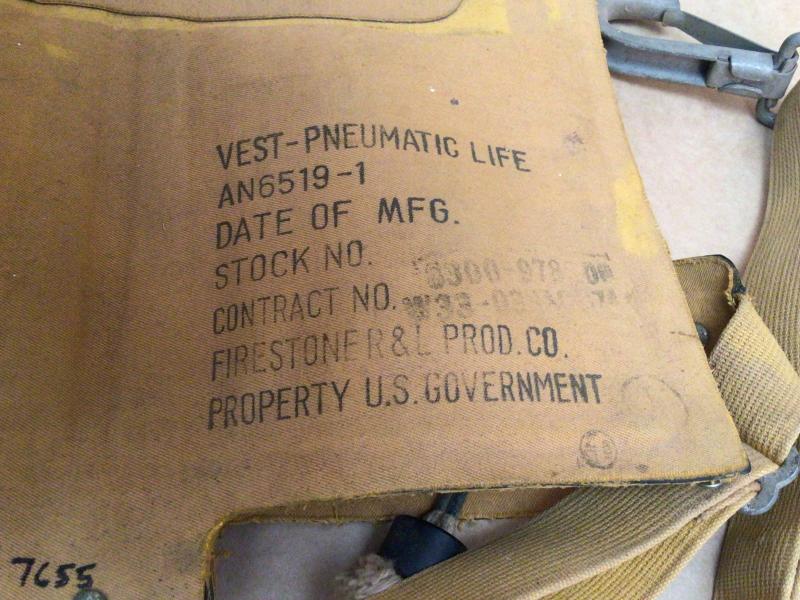 VEST-PNEUMATIC LIFE
AN6519-1
DATE OF MFG.
STOCK NO.
CONTRACT NO.
FIRESTONE R & L PROD. CO.
PROPERTY U.S. GOVERNMENT
7655